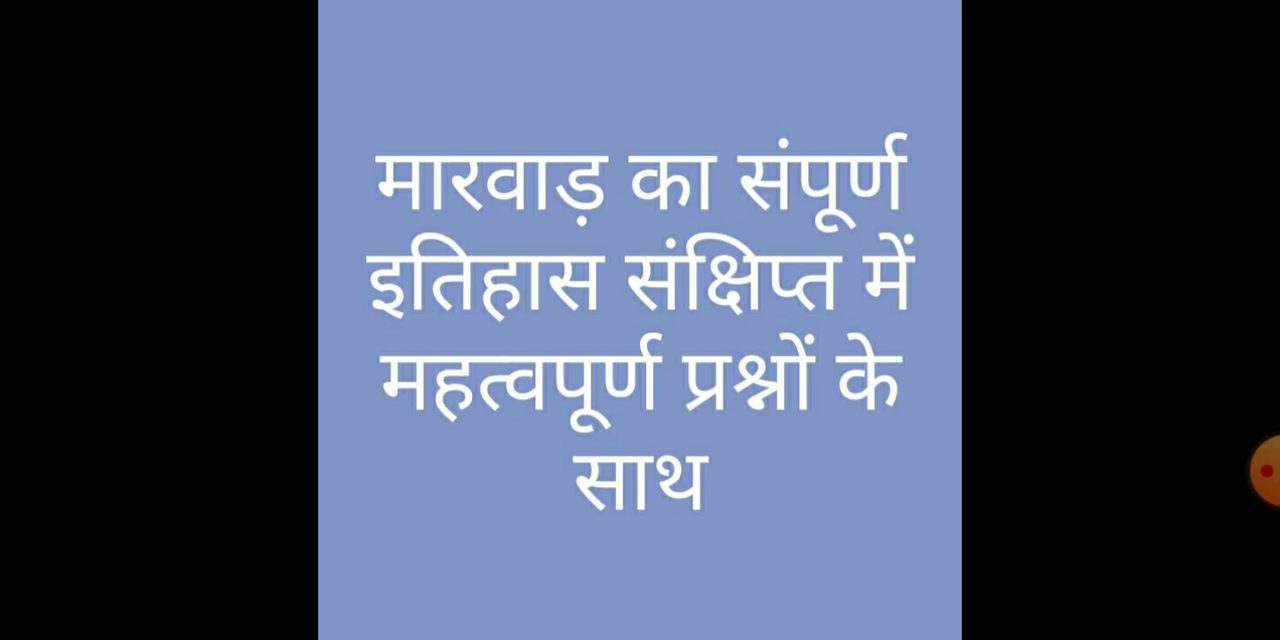 मारवाड़ का संपूर्ण
इतिहास संक्षिप्त में
महत्वपूर्ण प्रश्नों के
साथ